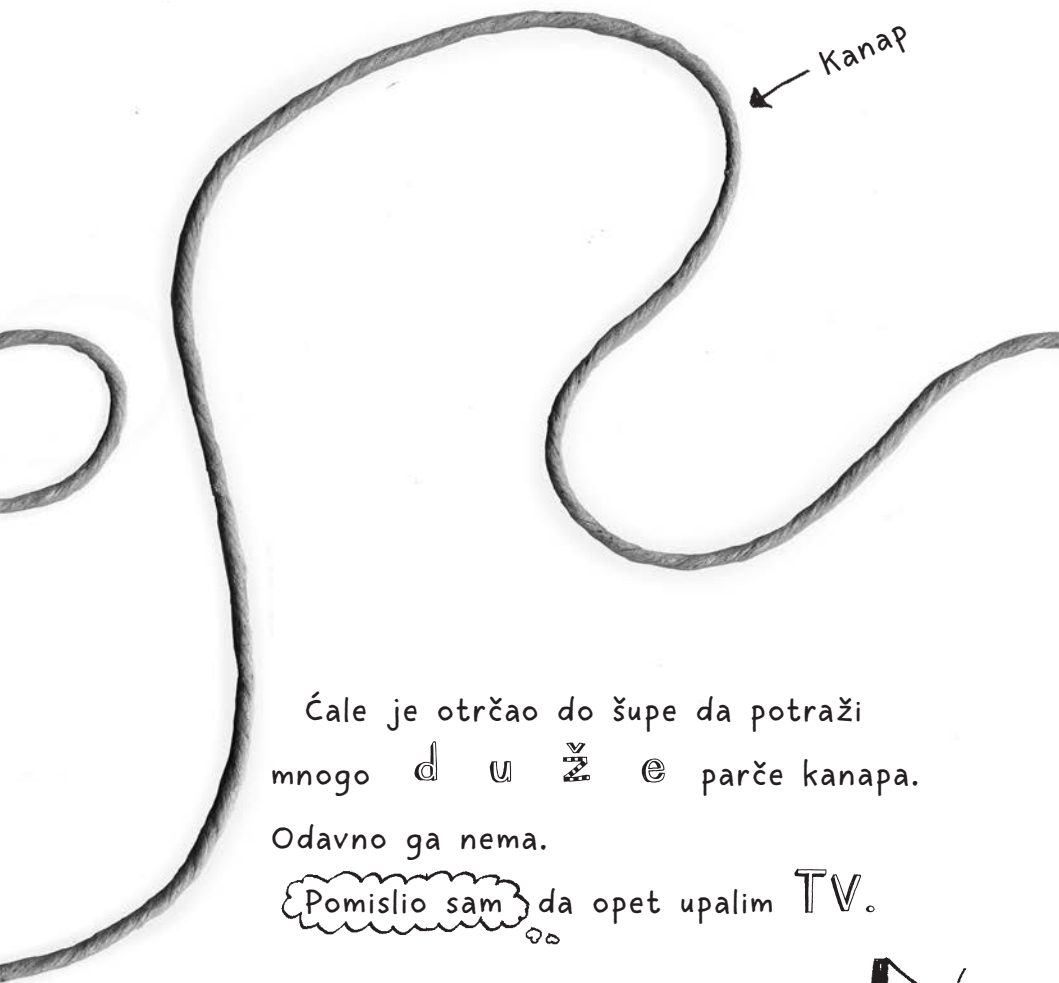 Kanap
Ćale je otrčao do šupe da potraži
mnogo duže parče kanapa.
Odavno ga nema.
Pomislio sam da opet upalim TV.